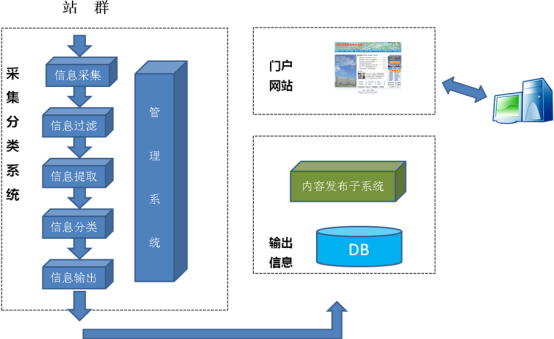 站 群
采集分类系统
信息采集
信息过滤
信息提取
信息分类
信息输出
管理系统
门户
网站
内容发布子系统
输出
信息
DB